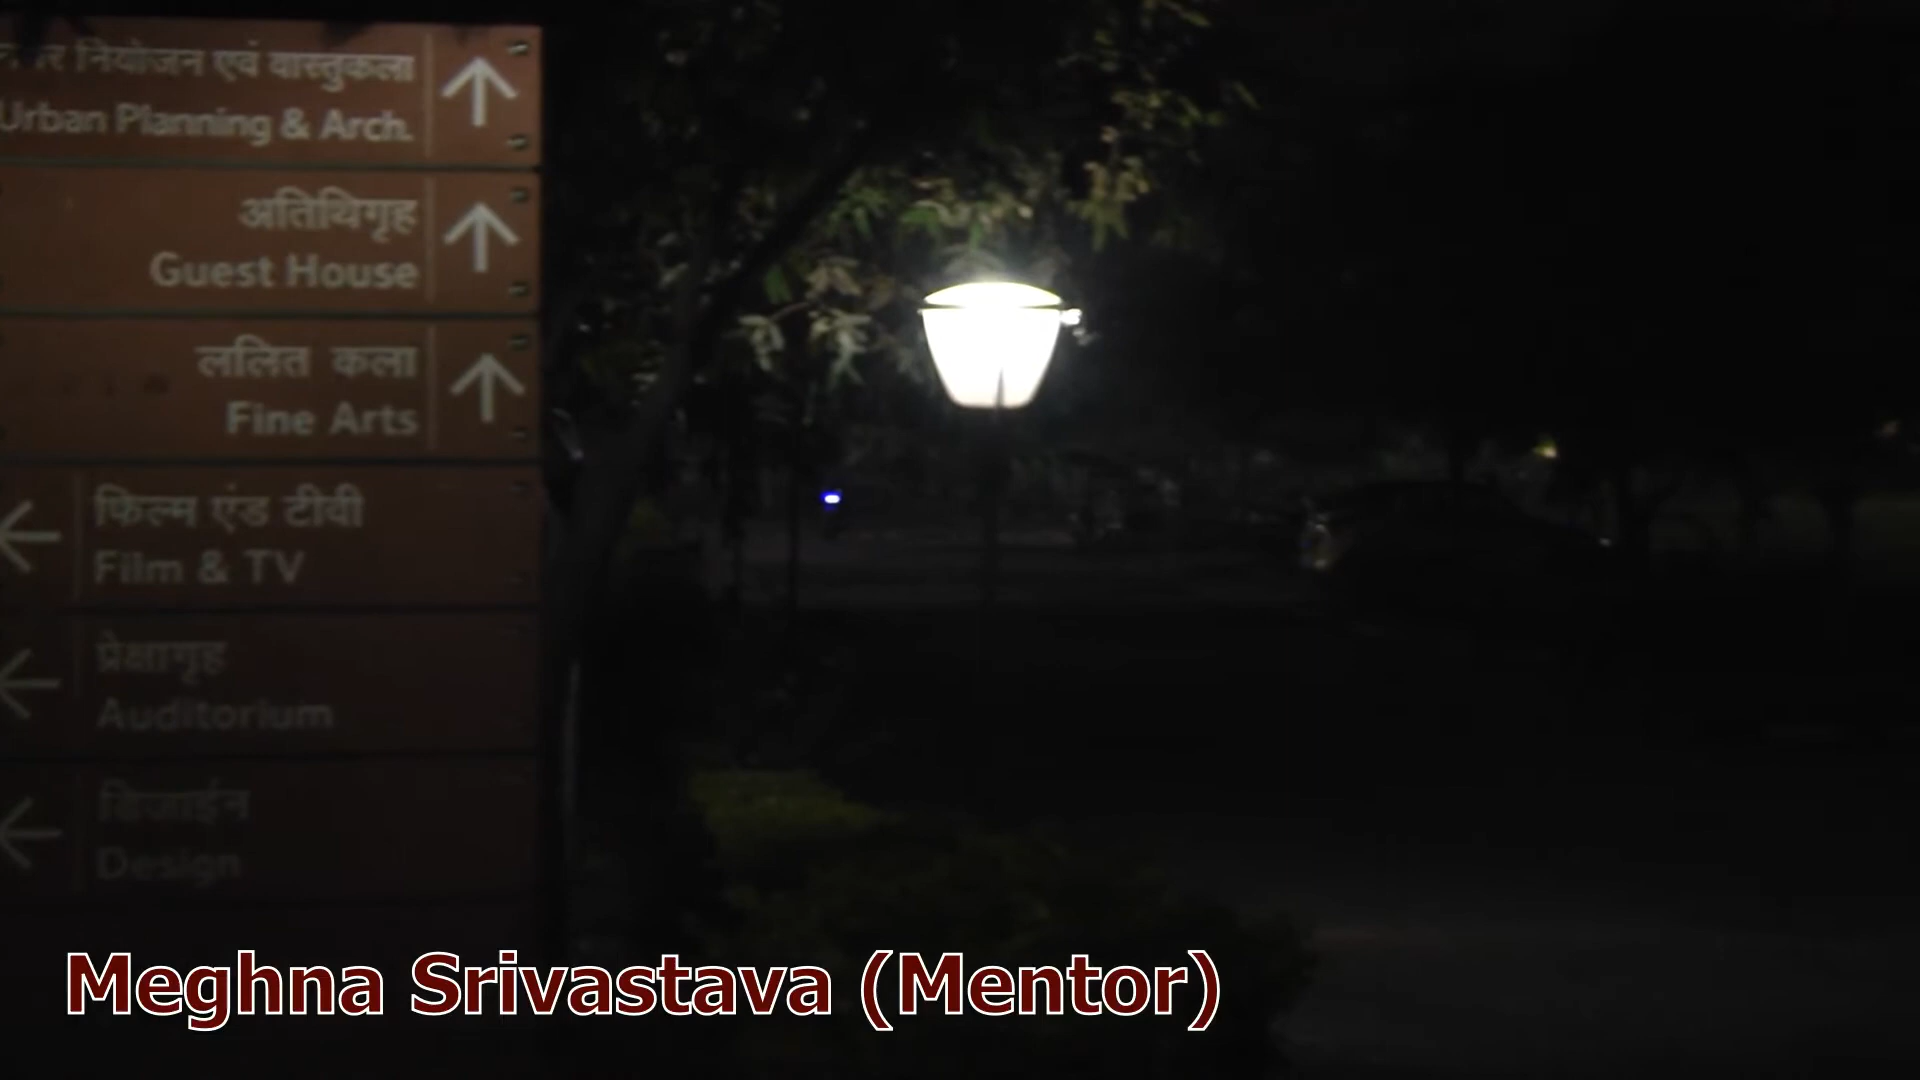 नियोजन एवं वास्तुकला
Urban Planning & Arch.
अतिथिगृह
Guest House
ललित कला
Fine Arts
फिल्म एंड टीवी
Film & TV
प्रेक्षागृह
Auditorium
डिजाईन
Design
Meghna Srivastava (Mentor)